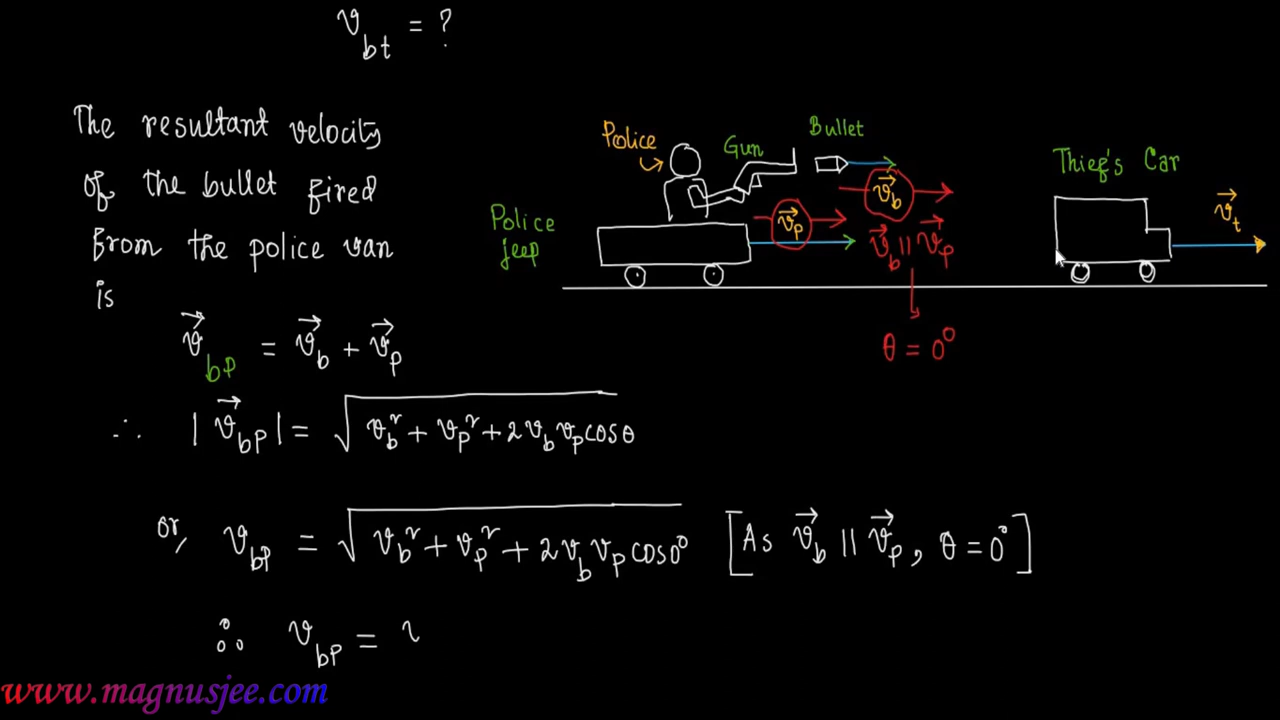 v_bt = ?
The resultant velocity
of the bullet fired
from the police van
is
v⃗_bp = v⃗_b + v⃗_p
∴ |v⃗_bp| = √(v_b² + v_p² + 2v_b v_p cosθ)
or, v_bp = √(v_b² + v_p² + 2v_b v_p cos0°) [As v⃗_b || v⃗_p, θ = 0°]
∴ v_bp = v
Police
Gun
Bullet
Thief's Car
Police
jeep
v⃗_p
v⃗_b
v⃗_b || v⃗_p
θ = 0°
v⃗_t
www.magnusjee.com